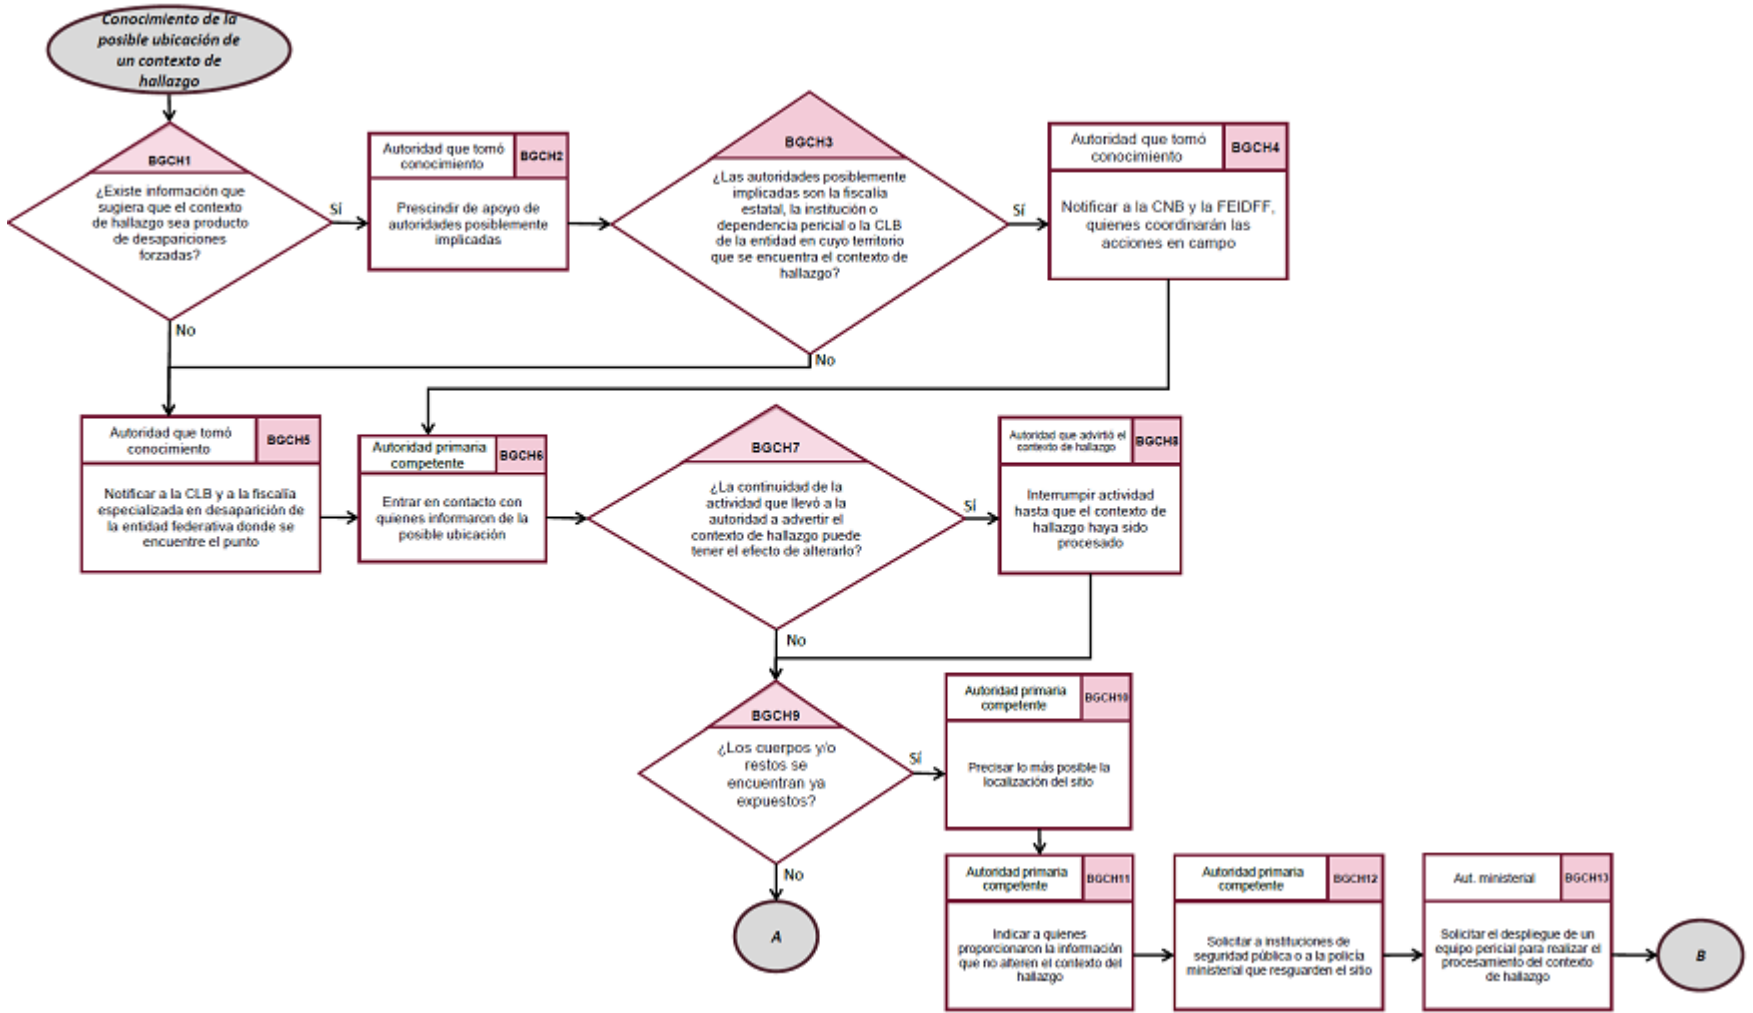 Conocimiento de la
posible ubicación de
un contexto de
hallazgo
BGCH1
¿Existe información que
sugiera que el contexto
de hallazgo sea producto
de desapariciones
forzadas?
Sí
No
Autoridad que tomó
conocimiento
BGCH2
Prescindir de apoyo de
autoridades posiblemente
implicadas
BGCH3
¿Las autoridades posiblemente
implicadas son la fiscalía
estatal, la institución o
dependencia pericial o la CLB
de la entidad en cuyo territorio
que se encuentra el contexto de
hallazgo?
Sí
No
Autoridad que tomó
conocimiento
BGCH4
Notificar a la CNB y la FEIDFF,
quienes coordinarán las
acciones en campo
Autoridad que tomó
conocimiento
BGCH5
Notificar a la CLB y a la fiscalía
especializada en desaparición de
la entidad federativa donde se
encuentre el punto
Autoridad primaria
competente
BGCH6
Entrar en contacto con
quienes informaron de la
posible ubicación
BGCH7
¿La continuidad de la
actividad que llevó a la
autoridad a advertir el
contexto de hallazgo puede
tener el efecto de alterarlo?
Sí
No
Autoridad que advirtió el
contexto de hallazgo
BGCH8
Interrumpir actividad
hasta que el contexto de
hallazgo haya sido
procesado
BGCH9
¿Los cuerpos y/o
restos se
encuentran ya
expuestos?
Sí
No
A
Autoridad primaria
competente
BGCH10
Precisar lo más posible la
localización del sitio
Autoridad primaria
competente
BGCH11
Indicar a quienes
proporcionaron la información
que no alteren el contexto del
hallazgo
Autoridad primaria
competente
BGCH12
Solicitar a instituciones de
seguridad pública o a la policía
ministerial que resguarden el sitio
Aut. ministerial
BGCH13
Solicitar el despliegue de un
equipo pericial para realizar el
procesamiento del contexto
de hallazgo
B